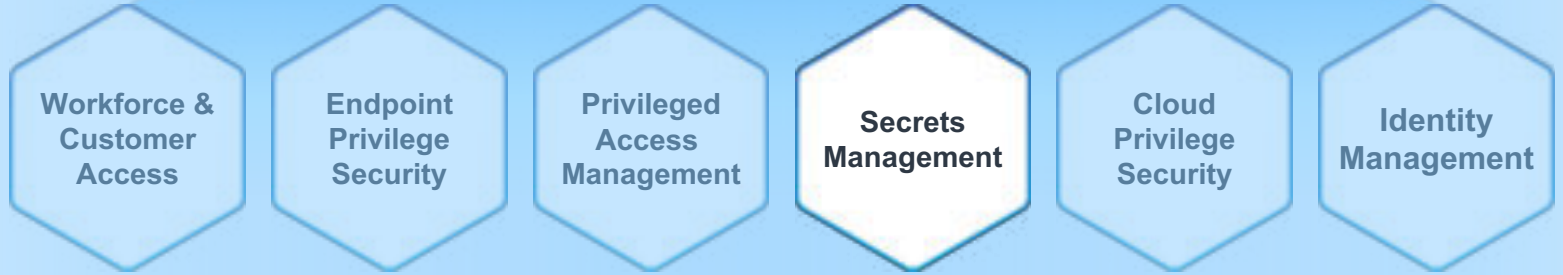 Workforce &
Customer
Access
Endpoint
Privilege
Security
Privileged
Access
Management
Secrets
Management
Cloud
Privilege
Security
Identity
Management